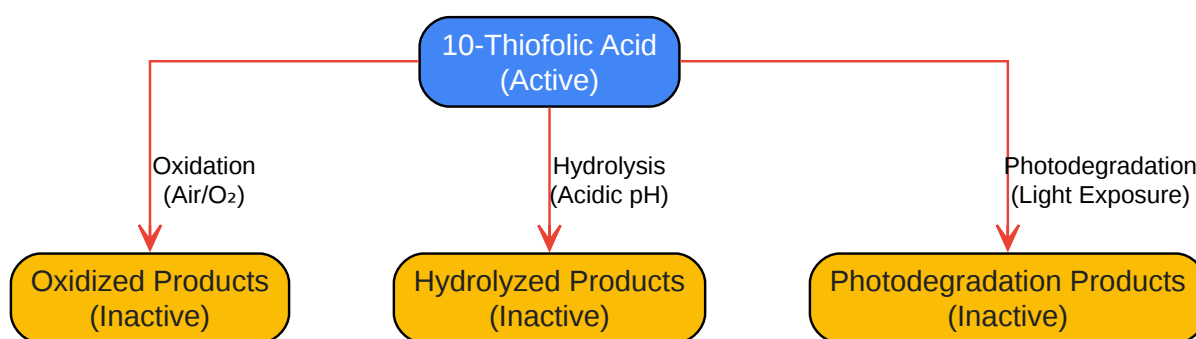 10-Thiofolic Acid
(Active)
Oxidation
(Air/O₂)
Hydrolysis
(Acidic pH)
Photodegradation
(Light Exposure)
Oxidized Products
(Inactive)
Hydrolyzed Products
(Inactive)
Photodegradation Products
(Inactive)